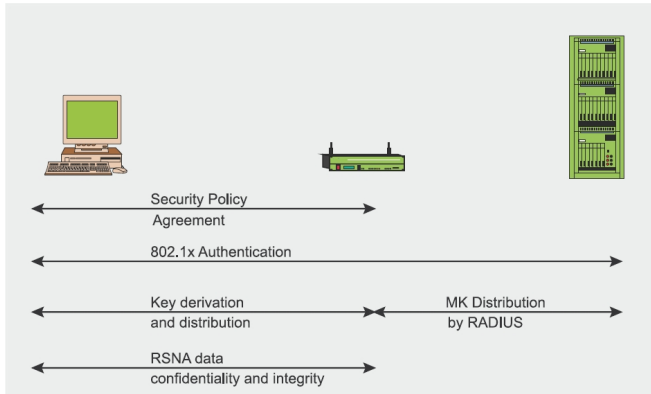 Security Policy
Agreement
802.1x Authentication
Key derivation
and distribution
MK Distribution
by RADIUS
RSNA data
confidentiality and integrity